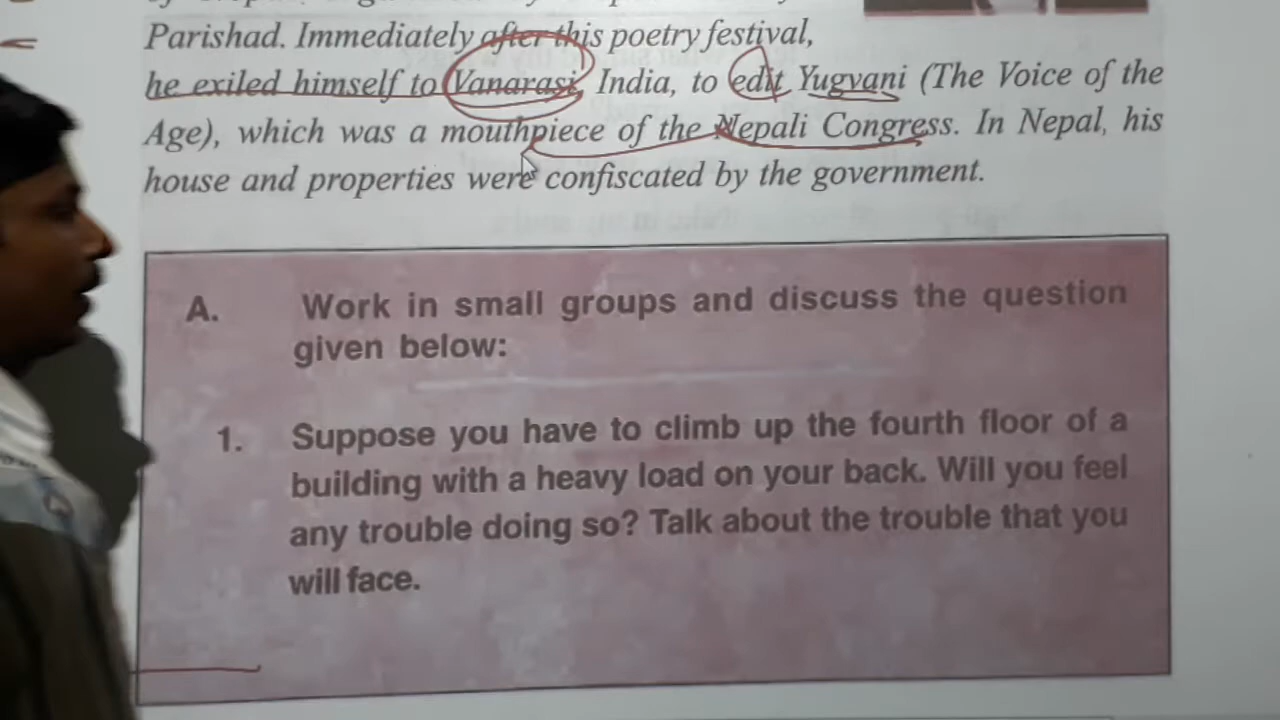 Parishad. Immediately after this poetry festival,
he exiled himself to Vanarasi, India, to edit Yugvani (The Voice of the
Age), which was a mouthpiece of the Nepali Congress. In Nepal, his
house and properties were confiscated by the government.
A. Work in small groups and discuss the question
given below:
1. Suppose you have to climb up the fourth floor of a
building with a heavy load on your back. Will you feel
any trouble doing so? Talk about the trouble that you
will face.